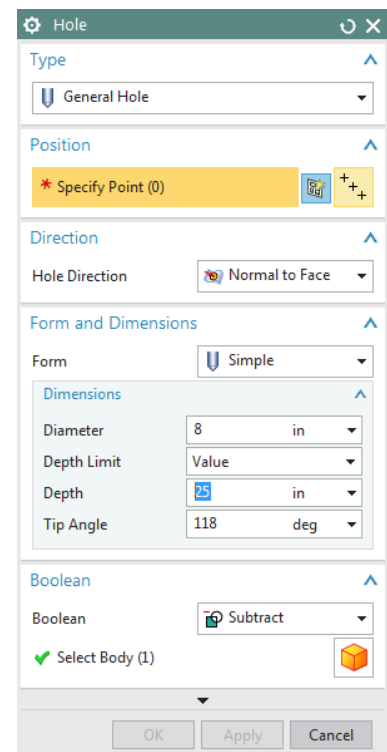 Hole
Type
General Hole
Position
* Specify Point (0)
Direction
Hole Direction Normal to Face
Form and Dimensions
Form Simple
Dimensions
Diameter 8 in
Depth Limit Value
Depth 25 in
Tip Angle 118 deg
Boolean
Boolean Subtract
Select Body (1)
OK Apply Cancel